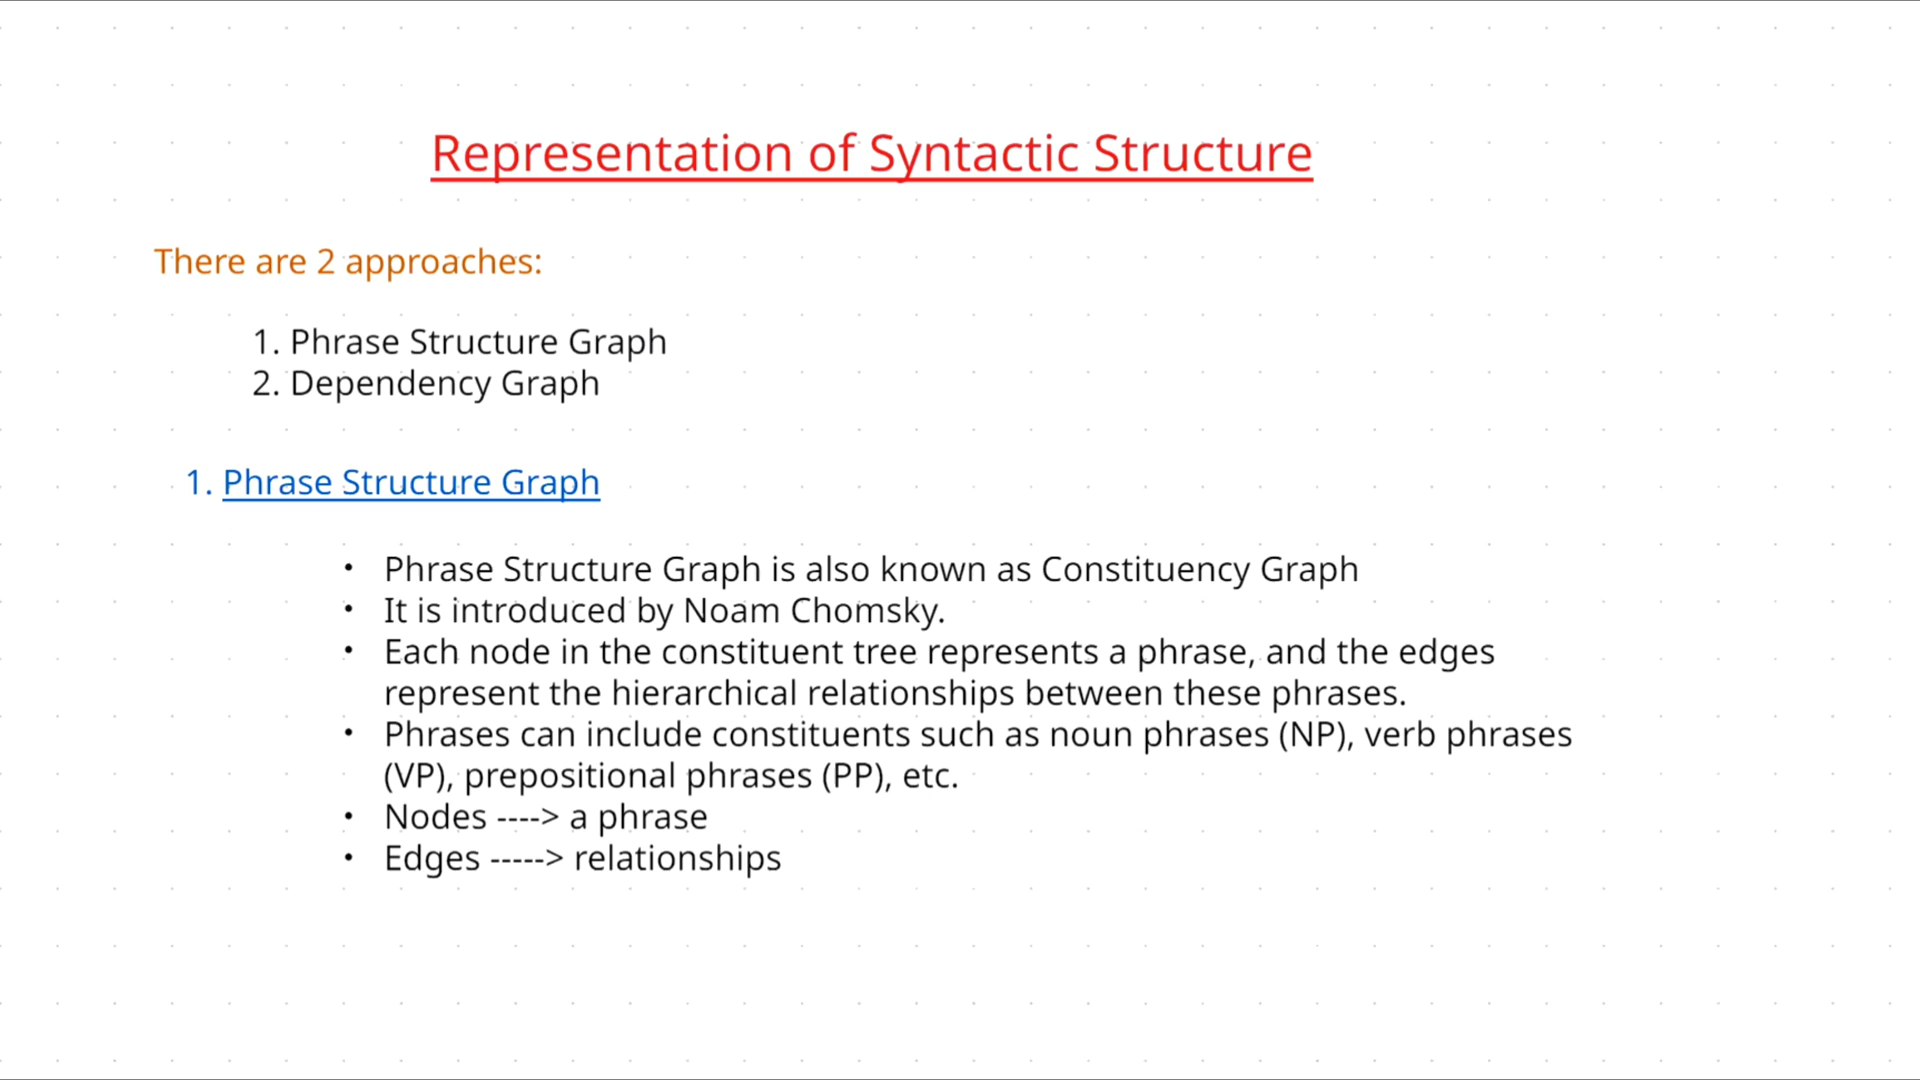 Representation of Syntactic Structure
There are 2 approaches:
1. Phrase Structure Graph
2. Dependency Graph
1. Phrase Structure Graph
• Phrase Structure Graph is also known as Constituency Graph
• It is introduced by Noam Chomsky.
• Each node in the constituent tree represents a phrase, and the edges
represent the hierarchical relationships between these phrases.
• Phrases can include constituents such as noun phrases (NP), verb phrases
(VP), prepositional phrases (PP), etc.
• Nodes ----> a phrase
• Edges -----> relationships